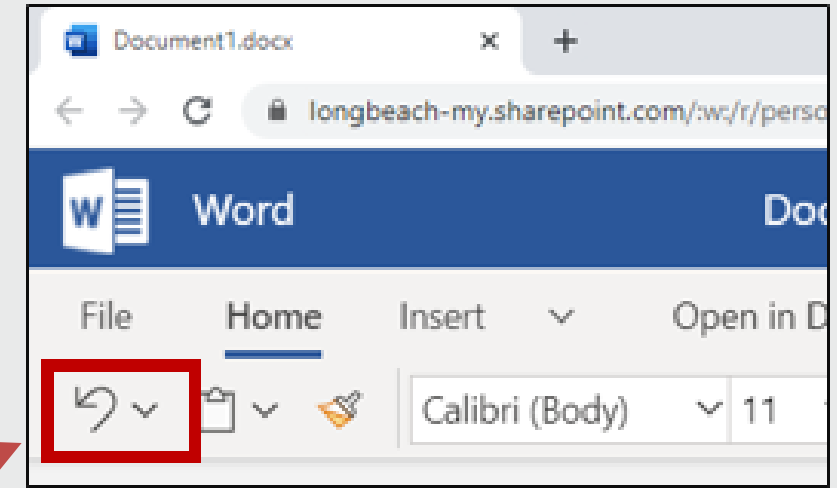 Document1.docx
longbeach-my.sharepoint.com/:w:/r/perso
W Word Doc
File Home Insert Open in D
Calibri (Body) 11